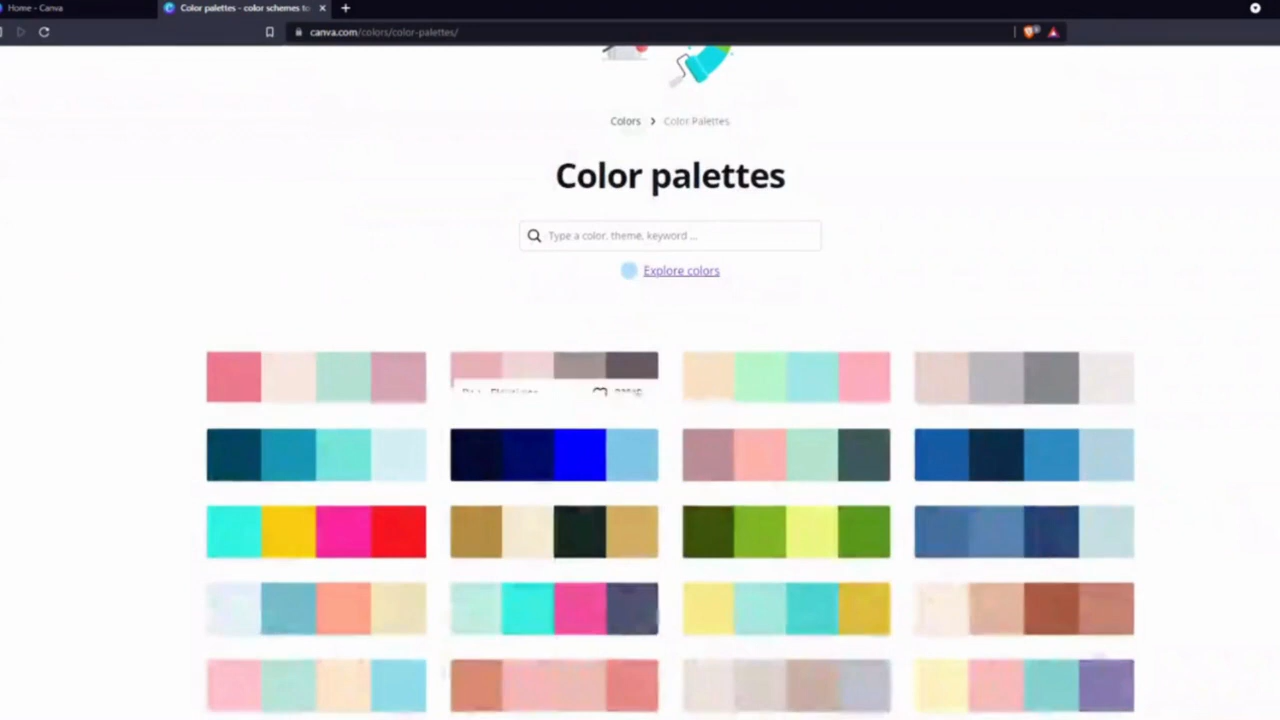 Home - Canva
Color palettes - color schemes to
canva.com/colors/color-palettes/
Colors > Color Palettes
Color palettes
Type a color, theme, keyword ...
Explore colors